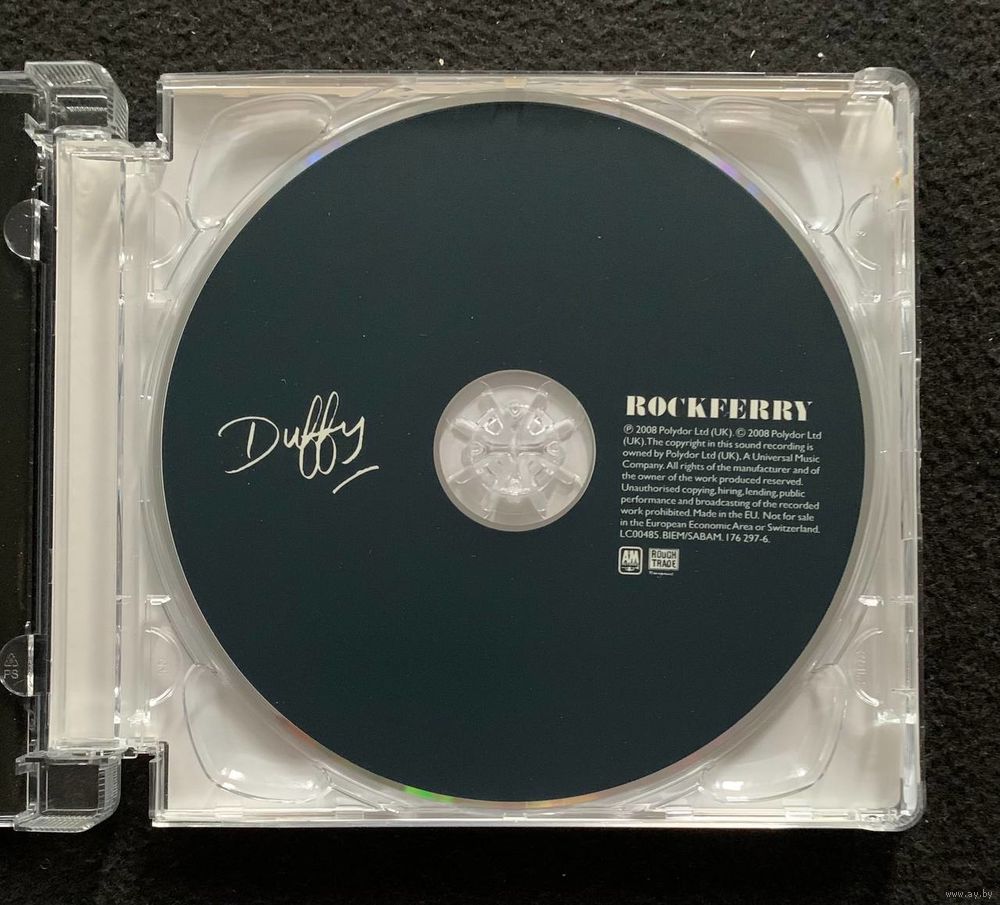 Duffy
ROCKFERRY
℗ 2008 Polydor Ltd (UK). © 2008 Polydor Ltd
(UK). The copyright in this sound recording is
owned by Polydor Ltd (UK), A Universal Music
Company. All rights of the manufacturer and of
the owner of the work produced reserved.
Unauthorised copying, hiring, lending, public
performance and broadcasting of the recorded
work prohibited. Made in the EU. Not for sale
in the European Economic Area or Switzerland.
LC00485. BIEM/SABAM. 176 297-6.
AM
ROUGH
TRADE
PS
www.ay.by